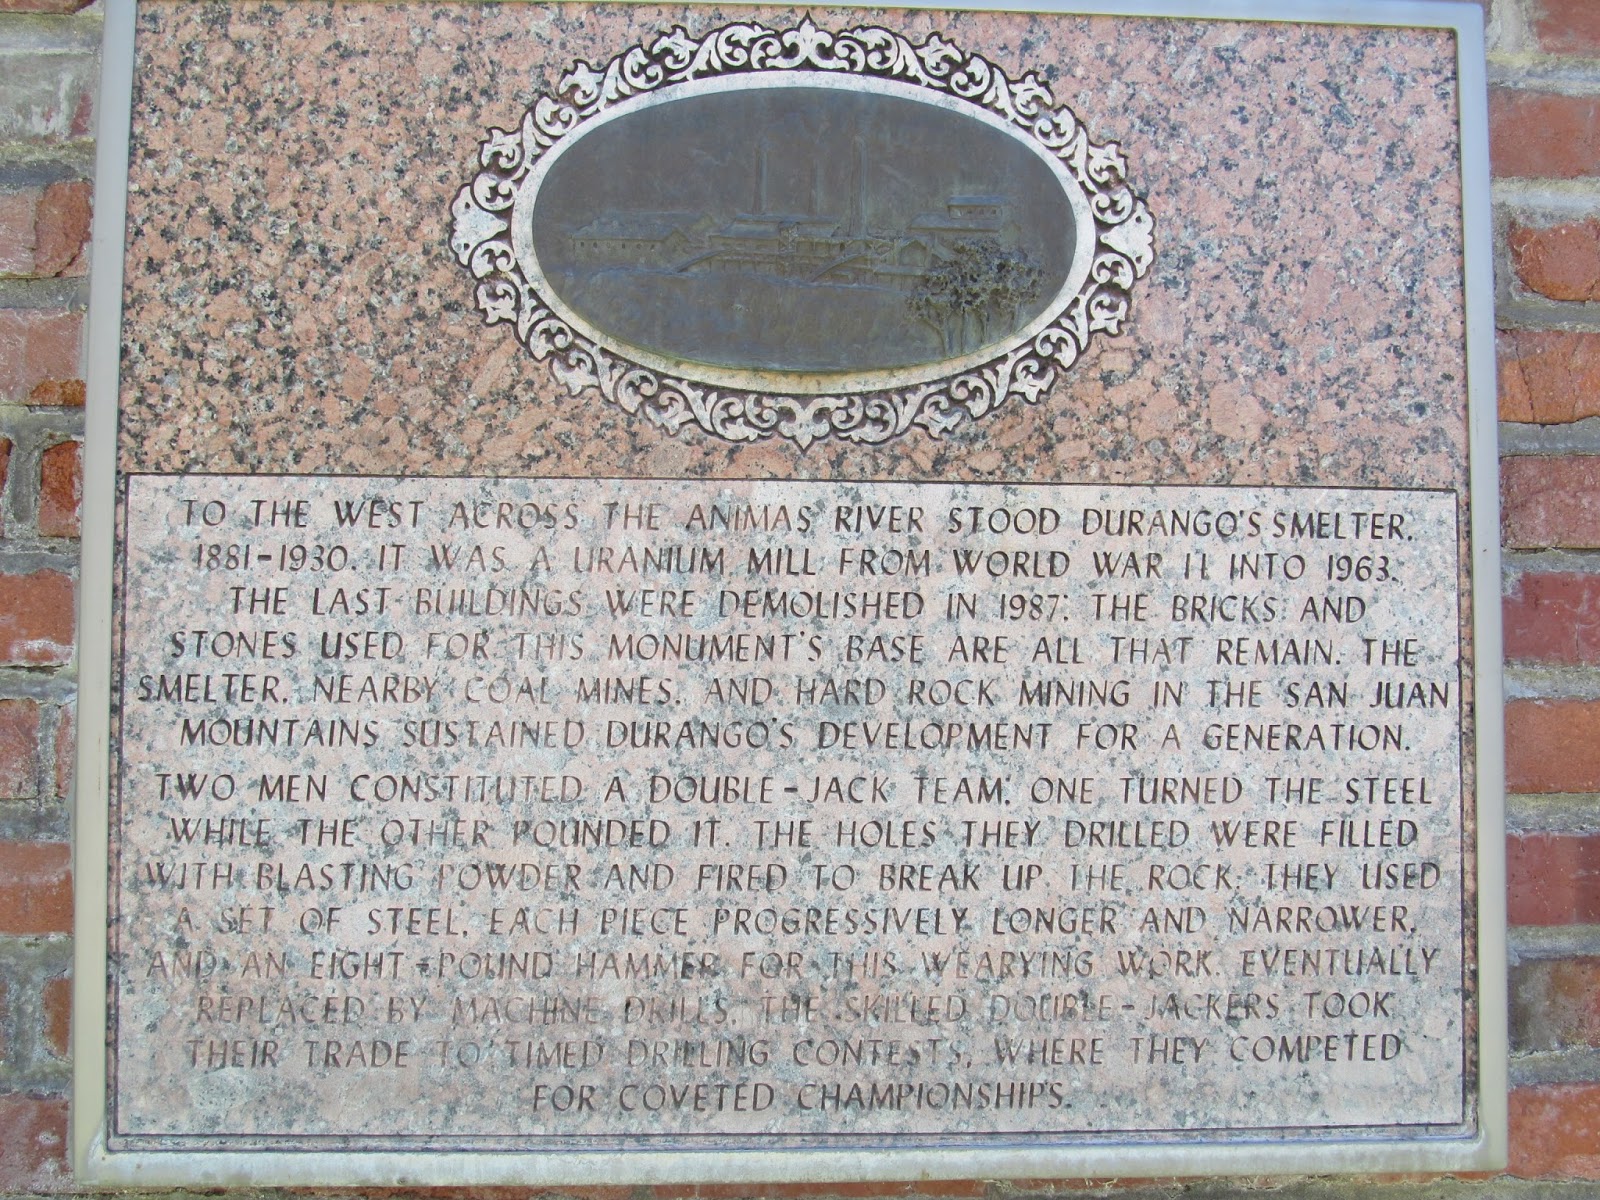 TO THE WEST ACROSS THE ANIMAS RIVER STOOD DURANGO'S SMELTER,
1881-1930. IT WAS A URANIUM MILL FROM WORLD WAR II INTO 1963.
THE LAST BUILDINGS WERE DEMOLISHED IN 1987; THE BRICKS AND
STONES USED FOR THIS MONUMENT'S BASE ARE ALL THAT REMAIN. THE
SMELTER, NEARBY COAL MINES, AND HARD ROCK MINING IN THE SAN JUAN
MOUNTAINS SUSTAINED DURANGO'S DEVELOPMENT FOR A GENERATION.
TWO MEN CONSTITUTED A DOUBLE-JACK TEAM; ONE TURNED THE STEEL
WHILE THE OTHER POUNDED IT. THE HOLES THEY DRILLED WERE FILLED
WITH BLASTING POWDER AND FIRED TO BREAK UP THE ROCK. THEY USED
A SET OF STEEL, EACH PIECE PROGRESSIVELY LONGER AND NARROWER,
AND AN EIGHT-POUND HAMMER FOR THIS WEARYING WORK. EVENTUALLY
REPLACED BY MACHINE DRILLS, THE SKILLED DOUBLE-JACKERS TOOK
THEIR TRADE TO TIMED DRILLING CONTESTS, WHERE THEY COMPETED
FOR COVETED CHAMPIONSHIPS.